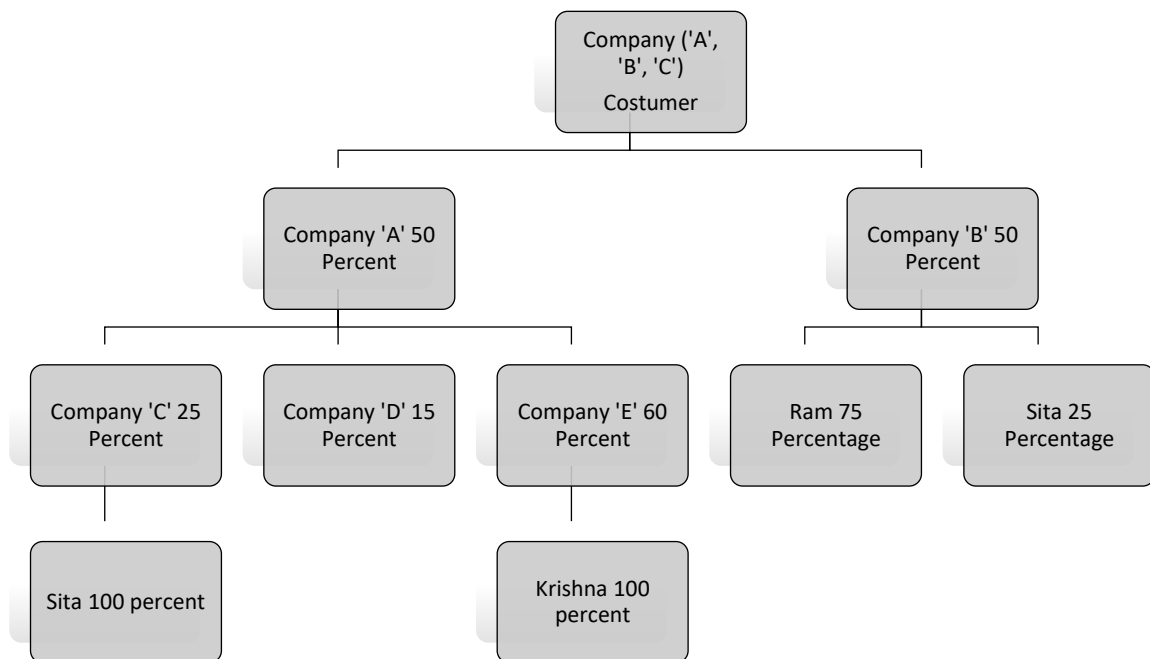 Company ('A',
'B', 'C')
Costumer
Company 'A' 50
Percent
Company 'B' 50
Percent
Company 'C' 25
Percent
Company 'D' 15
Percent
Company 'E' 60
Percent
Ram 75
Percentage
Sita 25
Percentage
Sita 100 percent
Krishna 100
percent